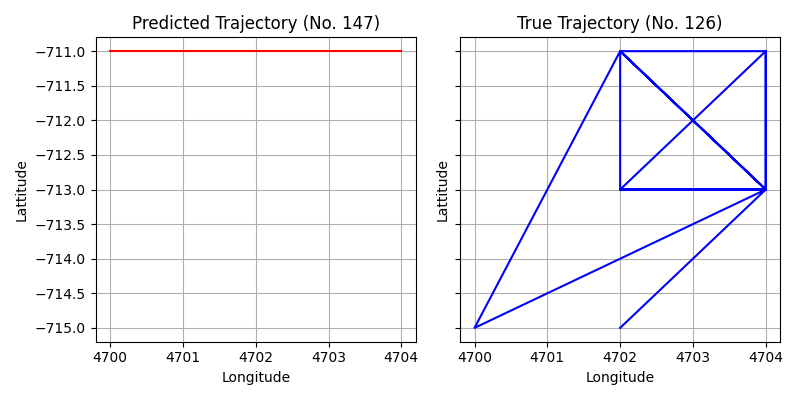 Predicted Trajectory (No. 147)
True Trajectory (No. 126)
−711.0
−711.5
−712.0
−712.5
−713.0
−713.5
−714.0
−714.5
−715.0
Lattitude
Lattitude
4700 4701 4702 4703 4704
4700 4701 4702 4703 4704
Longitude
Longitude